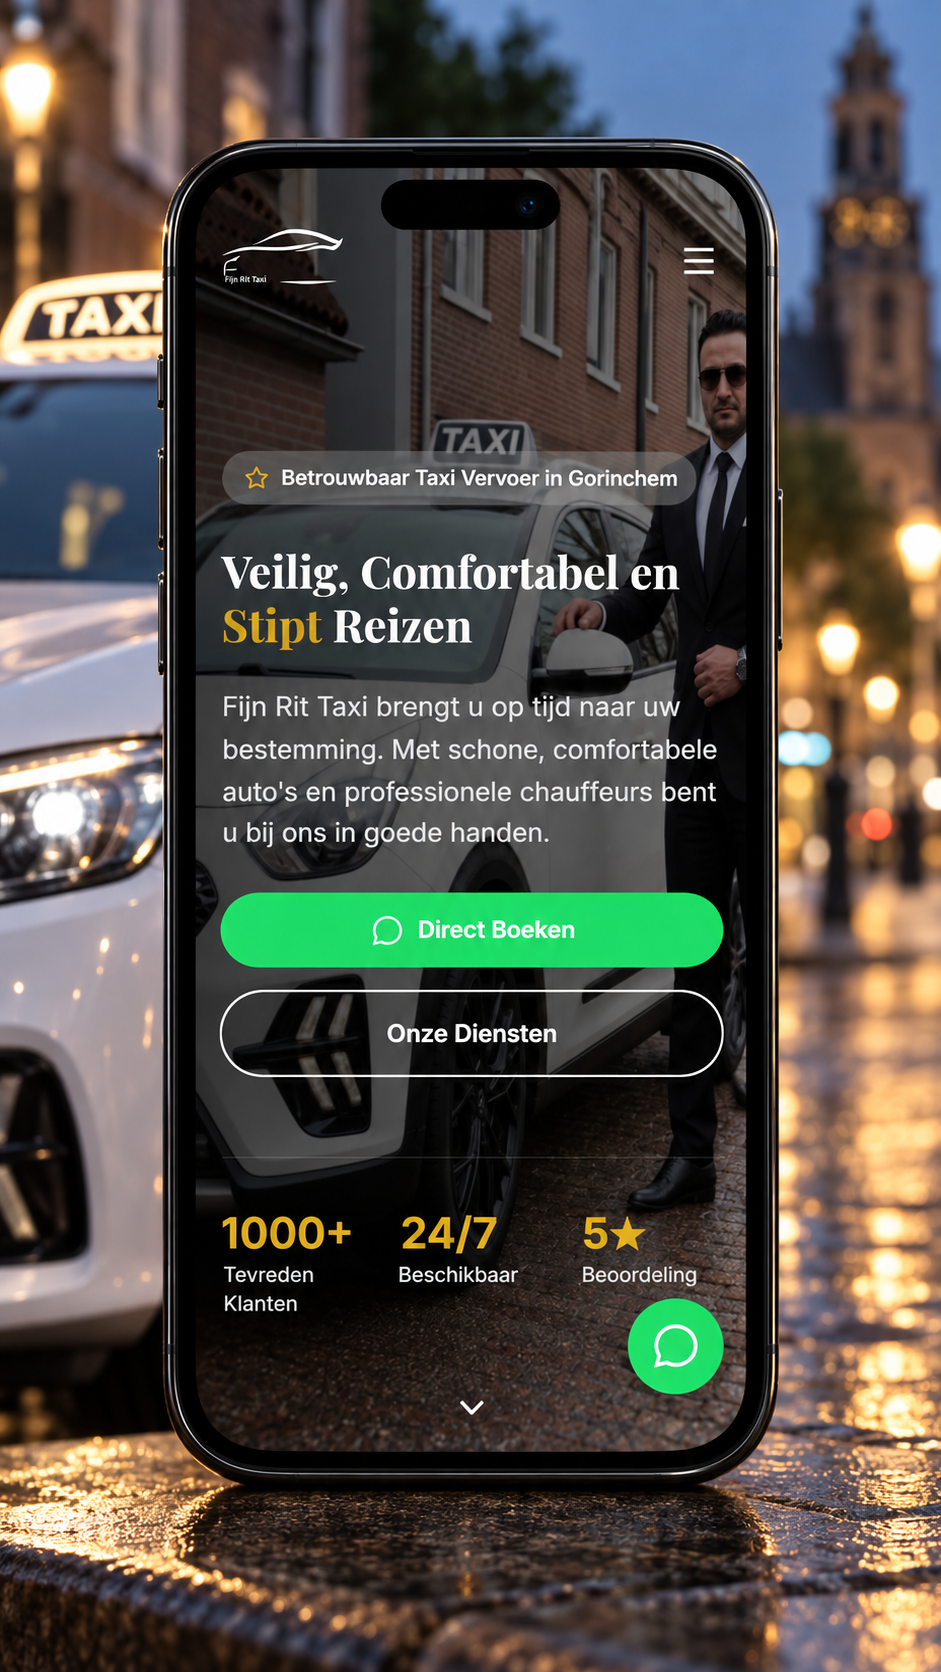 TAXI
Fijn Rit Taxi
TAXI
Betrouwbaar Taxi Vervoer in Gorinchem
Veilig, Comfortabel en
Stipt Reizen
Fijn Rit Taxi brengt u op tijd naar uw
bestemming. Met schone, comfortabele
auto's en professionele chauffeurs bent
u bij ons in goede handen.
Direct Boeken
Onze Diensten
1000+ 24/7 5★
Tevreden Beschikbaar Beoordeling
Klanten